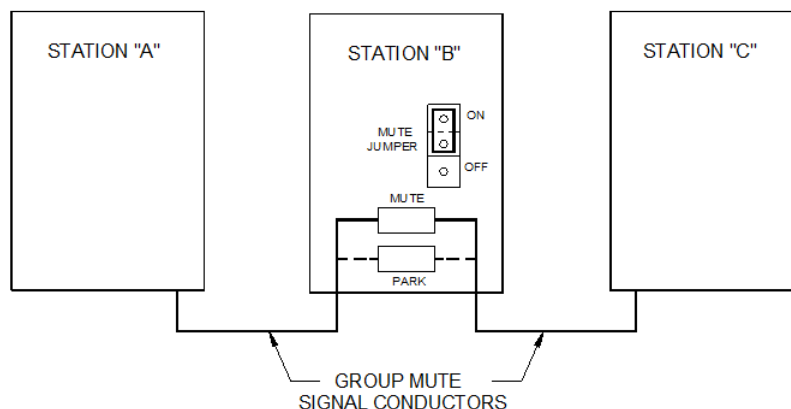 STATION "A"
STATION "B"
STATION "C"
ON
MUTE
JUMPER
OFF
MUTE
PARK
GROUP MUTE
SIGNAL CONDUCTORS